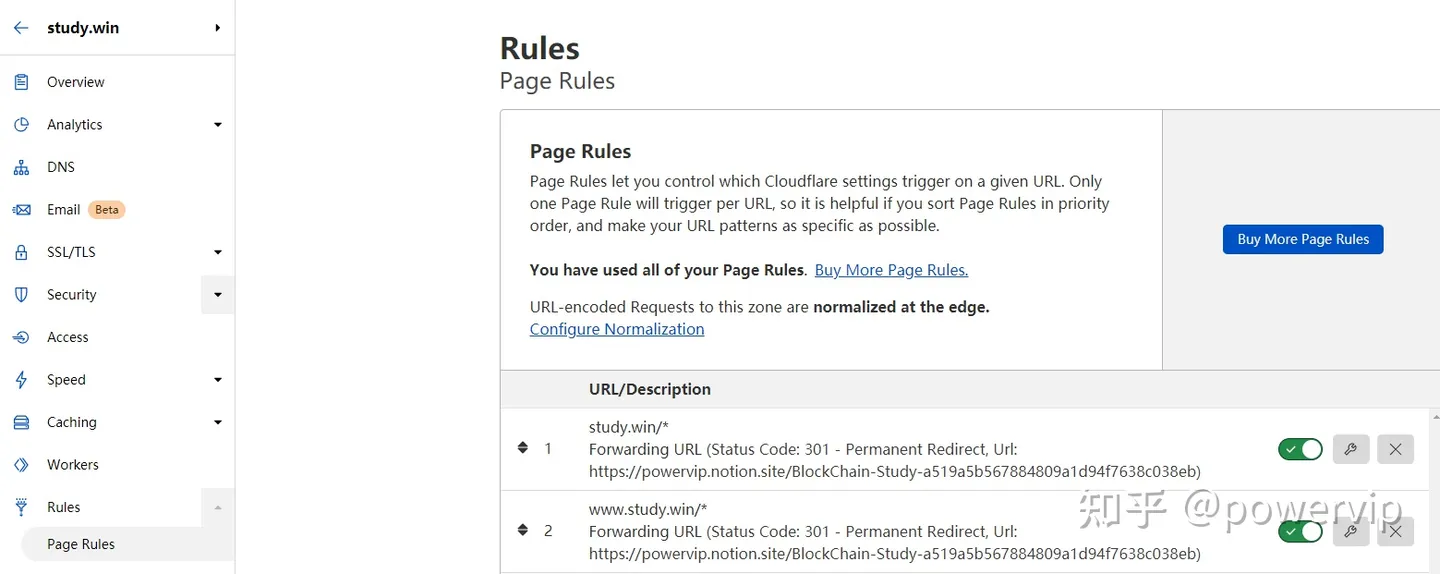 study.win
Overview
Analytics
DNS
Email Beta
SSL/TLS
Security
Access
Speed
Caching
Workers
Rules
Page Rules
Rules
Page Rules
Page Rules
Page Rules let you control which Cloudflare settings trigger on a given URL. Only
one Page Rule will trigger per URL, so it is helpful if you sort Page Rules in priority
order, and make your URL patterns as specific as possible.
You have used all of your Page Rules. Buy More Page Rules.
URL-encoded Requests to this zone are normalized at the edge.
Configure Normalization
Buy More Page Rules
URL/Description
1
study.win/*
Forwarding URL (Status Code: 301 - Permanent Redirect, Url:
https://powervip.notion.site/BlockChain-Study-a519a5b567884809a1d94f7638c038eb)
2
www.study.win/*
Forwarding URL (Status Code: 301 - Permanent Redirect, Url:
https://powervip.notion.site/BlockChain-Study-a519a5b567884809a1d94f7638c038eb)
知乎 @powervip